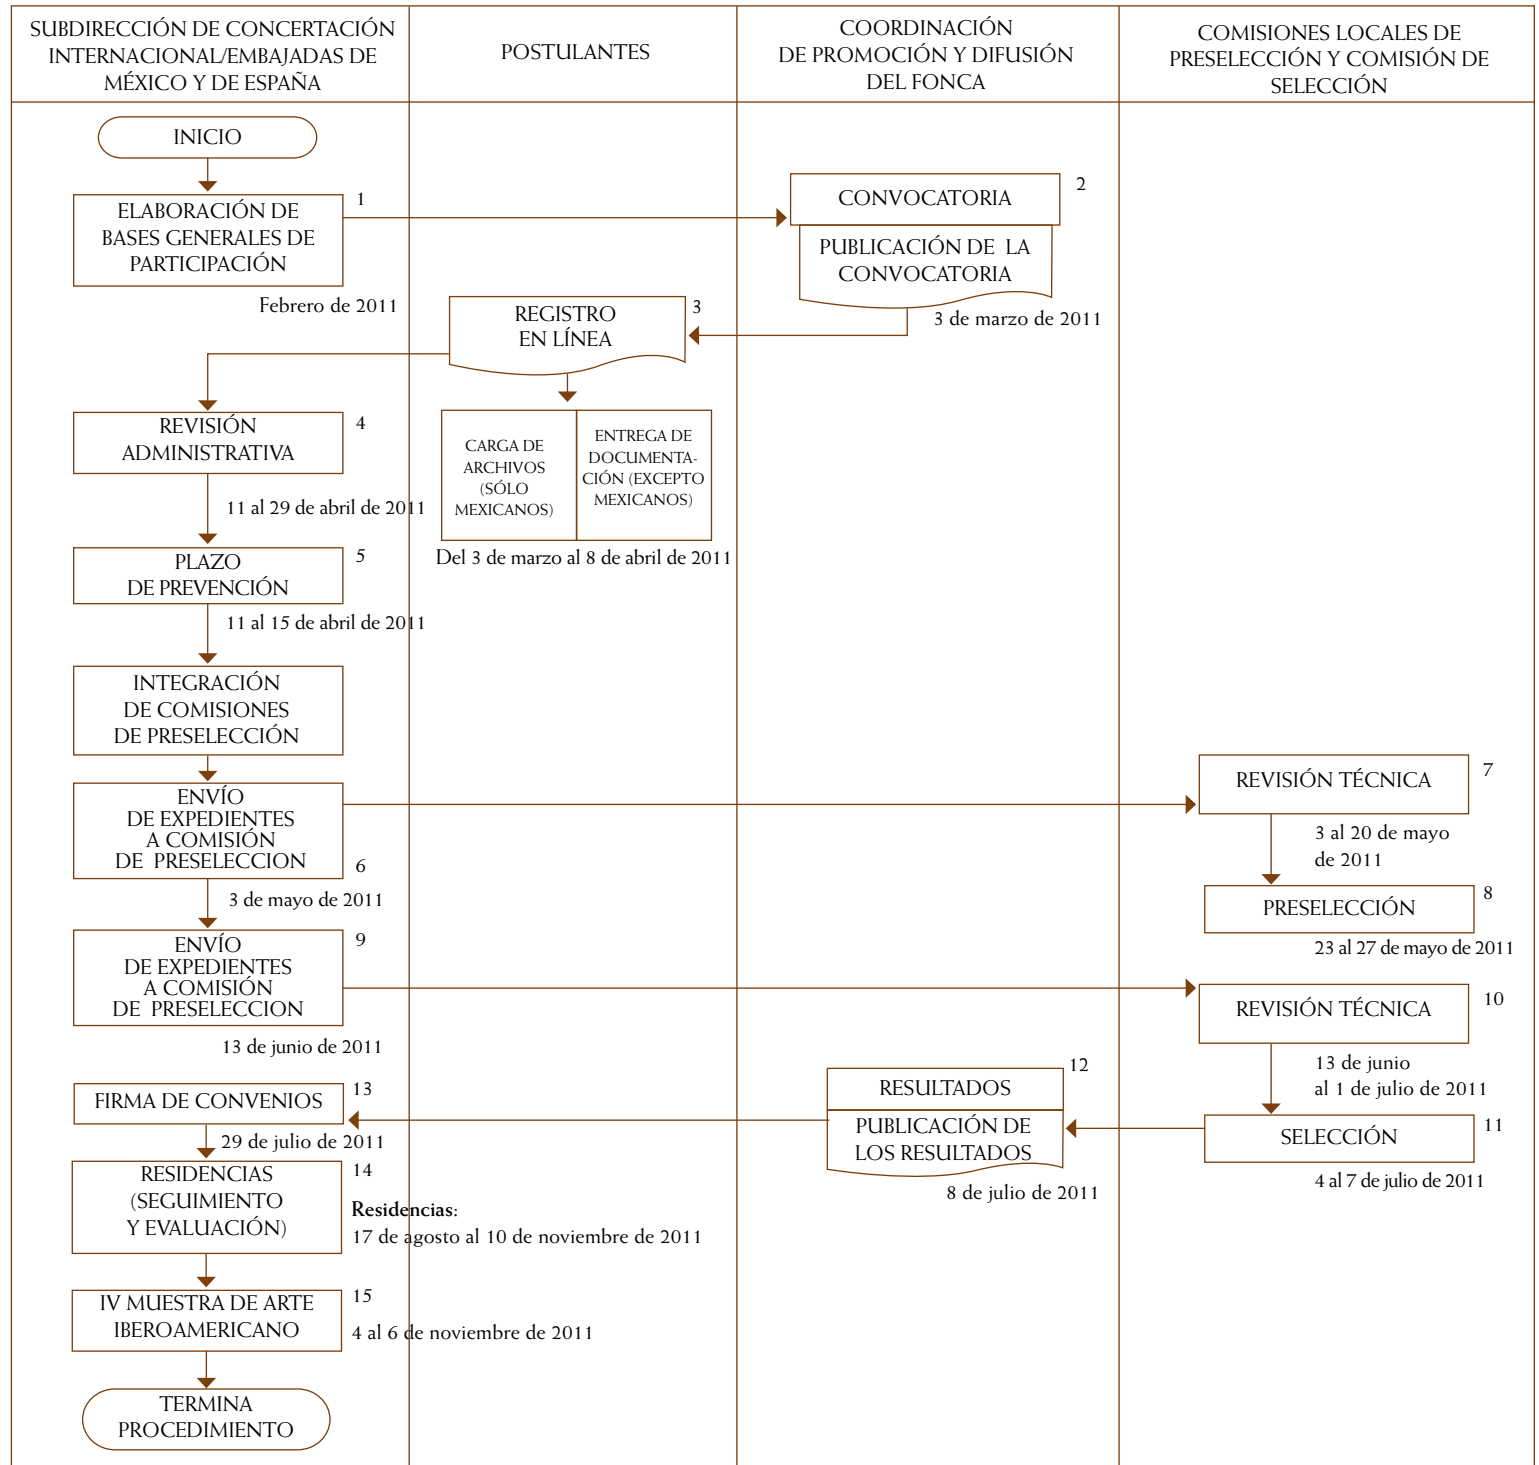 SUBDIRECCIÓN DE CONCERTACIÓN
INTERNACIONAL/EMBAJADAS DE
MÉXICO Y DE ESPAÑA
POSTULANTES
COORDINACIÓN
DE PROMOCIÓN Y DIFUSIÓN
DEL FONCA
COMISIONES LOCALES DE
PRESELECCIÓN Y COMISIÓN DE
SELECCIÓN
INICIO
1
ELABORACIÓN DE
BASES GENERALES DE
PARTICIPACIÓN
Febrero de 2011
2
CONVOCATORIA
PUBLICACIÓN DE LA
CONVOCATORIA
3 de marzo de 2011
3
REGISTRO
EN LÍNEA
CARGA DE
ARCHIVOS
(SÓLO
MEXICANOS)
ENTREGA DE
DOCUMENTA-
CIÓN (EXCEPTO
MEXICANOS)
Del 3 de marzo al 8 de abril de 2011
4
REVISIÓN
ADMINISTRATIVA
11 al 29 de abril de 2011
5
PLAZO
DE PREVENCIÓN
11 al 15 de abril de 2011
INTEGRACIÓN
DE COMISIONES
DE PRESELECCIÓN
ENVÍO
DE EXPEDIENTES
A COMISIÓN
DE PRESELECCION
6
3 de mayo de 2011
7
REVISIÓN TÉCNICA
3 al 20 de mayo
de 2011
8
PRESELECCIÓN
23 al 27 de mayo de 2011
9
ENVÍO
DE EXPEDIENTES
A COMISIÓN
DE PRESELECCION
13 de junio de 2011
10
REVISIÓN TÉCNICA
13 de junio
al 1 de julio de 2011
11
SELECCIÓN
4 al 7 de julio de 2011
12
RESULTADOS
PUBLICACIÓN DE
LOS RESULTADOS
8 de julio de 2011
13
FIRMA DE CONVENIOS
29 de julio de 2011
14
RESIDENCIAS
(SEGUIMIENTO
Y EVALUACIÓN)
Residencias:
17 de agosto al 10 de noviembre de 2011
15
IV MUESTRA DE ARTE
IBEROAMERICANO
4 al 6 de noviembre de 2011
TERMINA
PROCEDIMIENTO